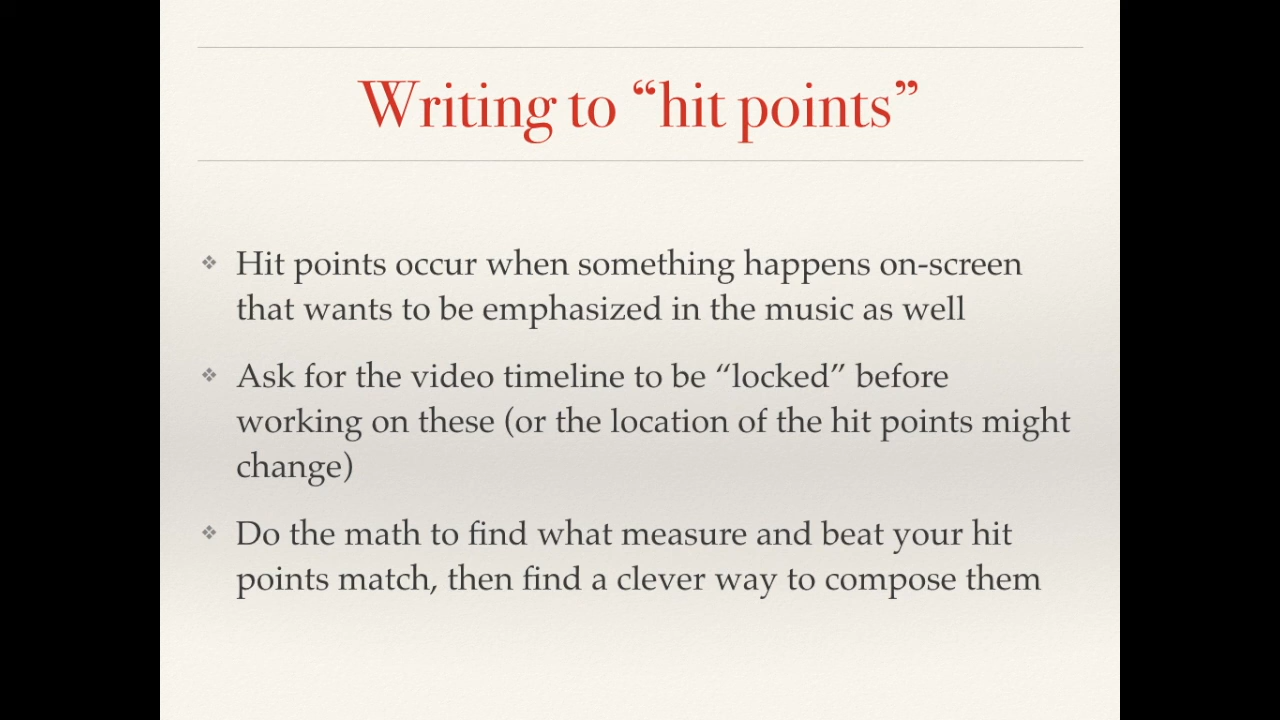 Writing to “hit points”
Hit points occur when something happens on-screen
that wants to be emphasized in the music as well
Ask for the video timeline to be “locked” before
working on these (or the location of the hit points might
change)
Do the math to find what measure and beat your hit
points match, then find a clever way to compose them